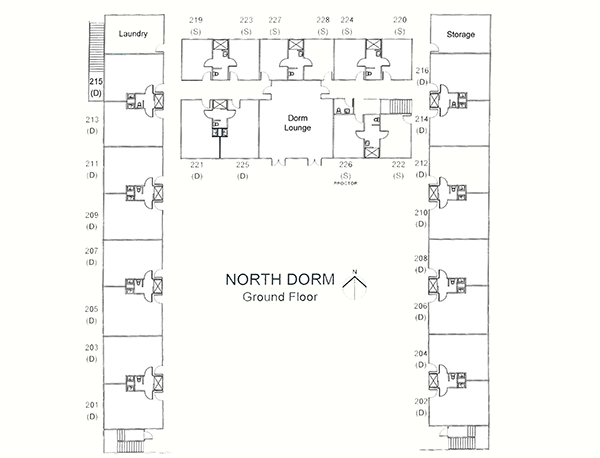 219
(S)
223
(S)
227
(S)
228
(S)
224
(S)
220
(S)
Laundry
Storage
215
(D)
216
(D)
213
(D)
Dorm
Lounge
214
(D)
211
(D)
221
(D)
225
(D)
226
(S)
PROCTOR
222
(S)
212
(D)
209
(D)
210
(D)
207
(D)
208
(D)
NORTH DORM
Ground Floor
N
205
(D)
206
(D)
203
(D)
204
(D)
201
(D)
202
(D)